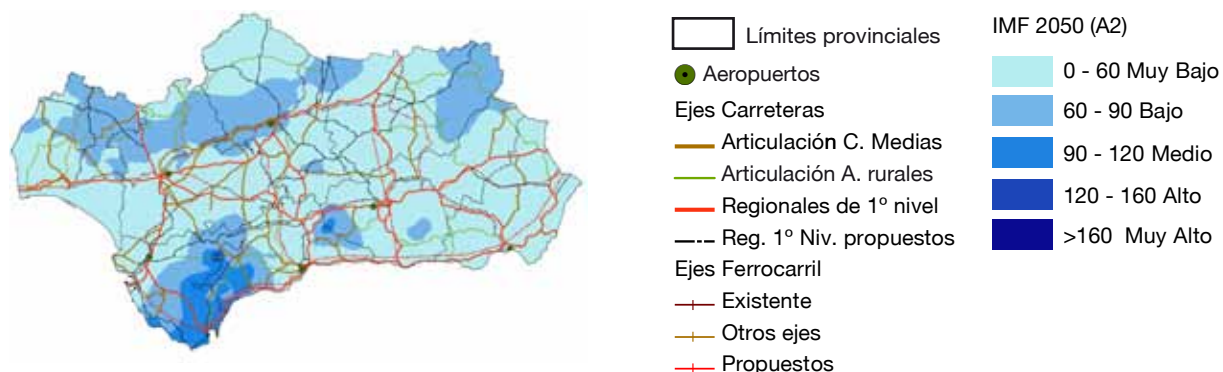 Límites provinciales
Aeropuertos
Ejes Carreteras
Articulación C. Medias
Articulación A. rurales
Regionales de 1º nivel
Reg. 1º Niv. propuestos
Ejes Ferrocarril
Existente
Otros ejes
Propuestos
IMF 2050 (A2)
0 - 60 Muy Bajo
60 - 90 Bajo
90 - 120 Medio
120 - 160 Alto
>160 Muy Alto